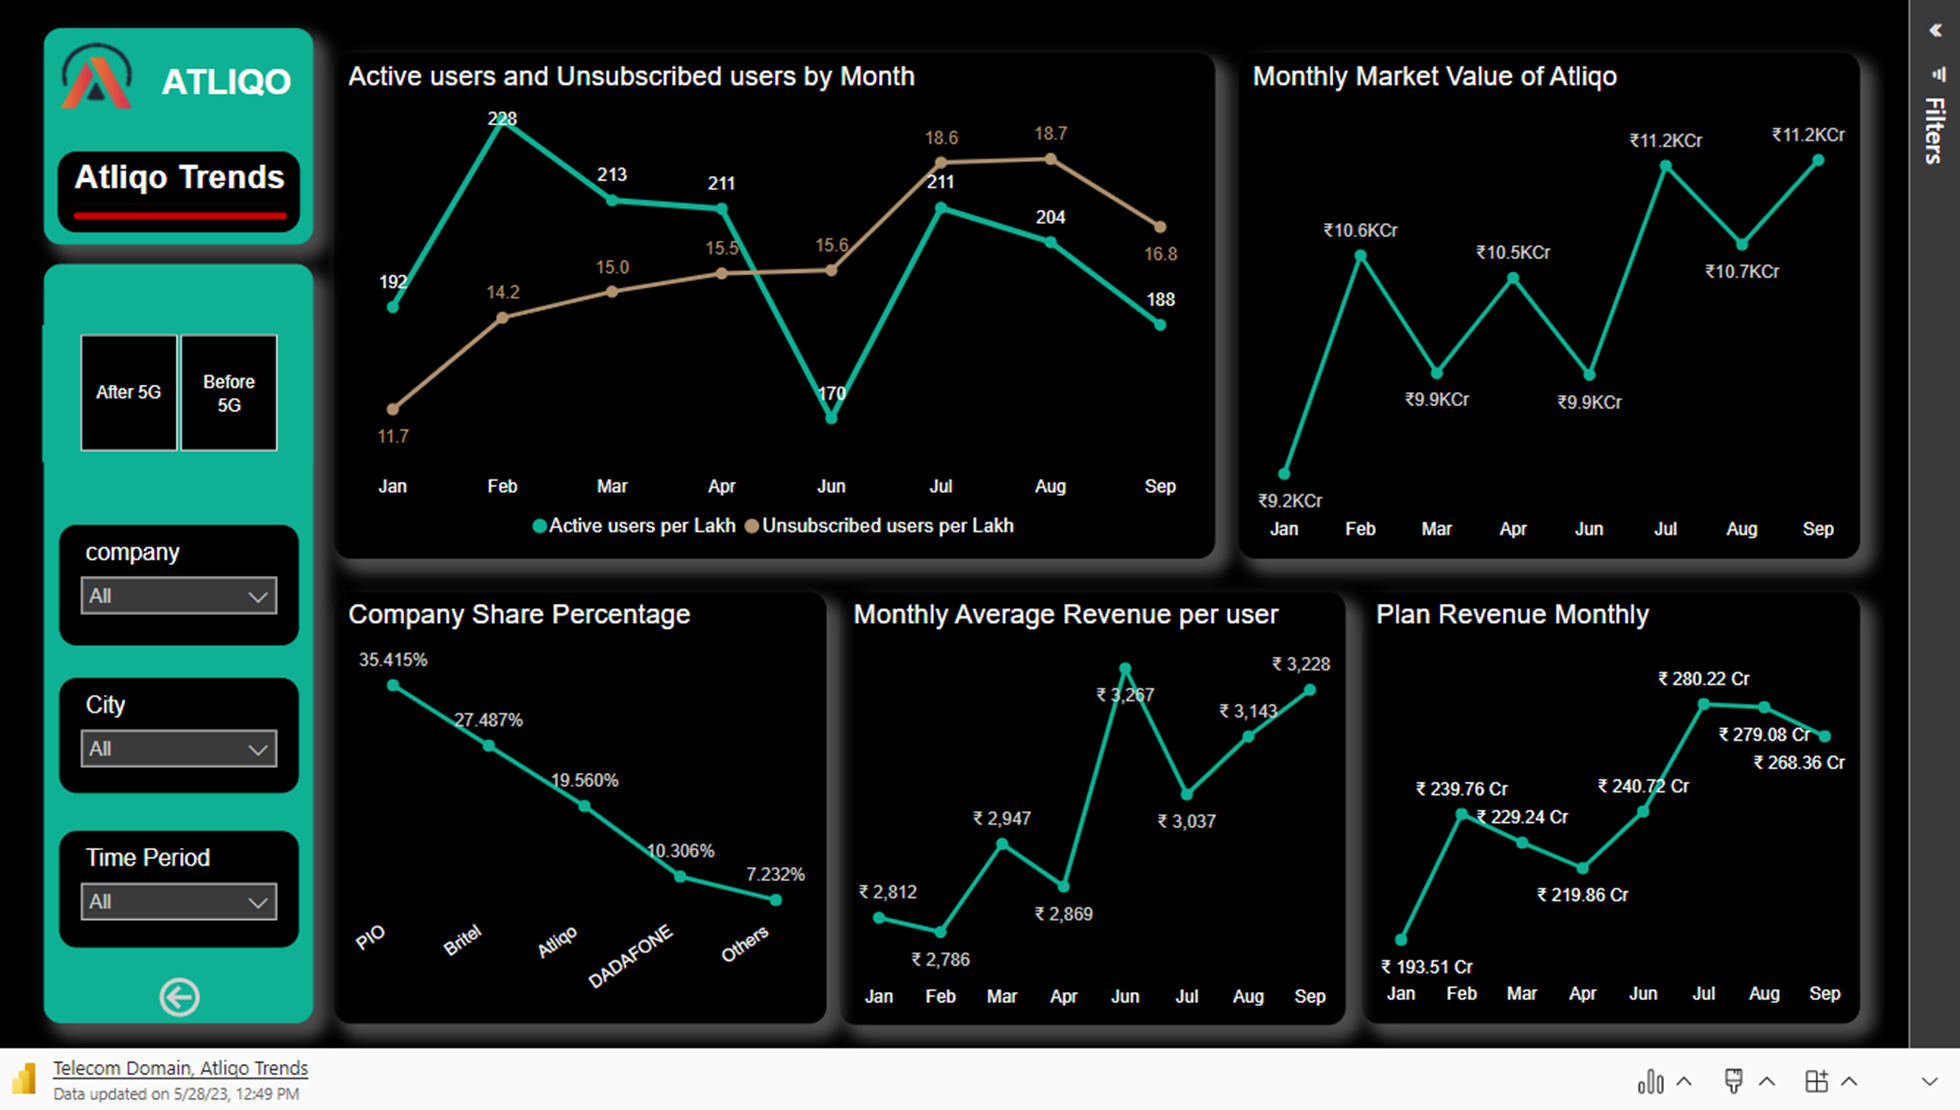 ATLIQO
Atliqo Trends
After 5G
Before
5G
company
All
City
All
Time Period
All
Active users and Unsubscribed users by Month
228
213
211
192
170
211
204
188
11.7
14.2
15.0
15.5
15.6
18.6
18.7
16.8
Jan Feb Mar Apr Jun Jul Aug Sep
Active users per Lakh Unsubscribed users per Lakh
Monthly Market Value of Atliqo
₹9.2KCr
₹10.6KCr
₹9.9KCr
₹10.5KCr
₹9.9KCr
₹11.2KCr
₹10.7KCr
₹11.2KCr
Jan Feb Mar Apr Jun Jul Aug Sep
Company Share Percentage
35.415%
27.487%
19.560%
10.306%
7.232%
PIO
Britel
Atliqo
DADAFONE
Others
Monthly Average Revenue per user
₹ 2,812
₹ 2,786
₹ 2,947
₹ 2,869
₹ 3,267
₹ 3,037
₹ 3,143
₹ 3,228
Jan Feb Mar Apr Jun Jul Aug Sep
Plan Revenue Monthly
₹ 193.51 Cr
₹ 239.76 Cr
₹ 229.24 Cr
₹ 219.86 Cr
₹ 240.72 Cr
₹ 280.22 Cr
₹ 279.08 Cr
₹ 268.36 Cr
Jan Feb Mar Apr Jun Jul Aug Sep
Filters
Telecom Domain, Atliqo Trends
Data updated on 5/28/23, 12:49 PM